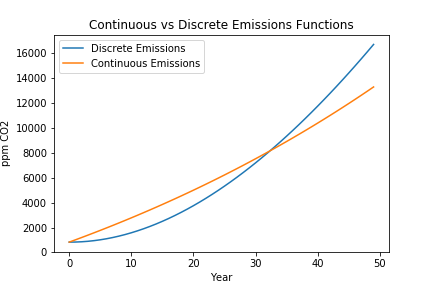 Continuous vs Discrete Emissions Functions
Discrete Emissions
Continuous Emissions
16000
14000
12000
10000
8000
6000
4000
2000
0
ppm CO2
0 10 20 30 40 50
Year